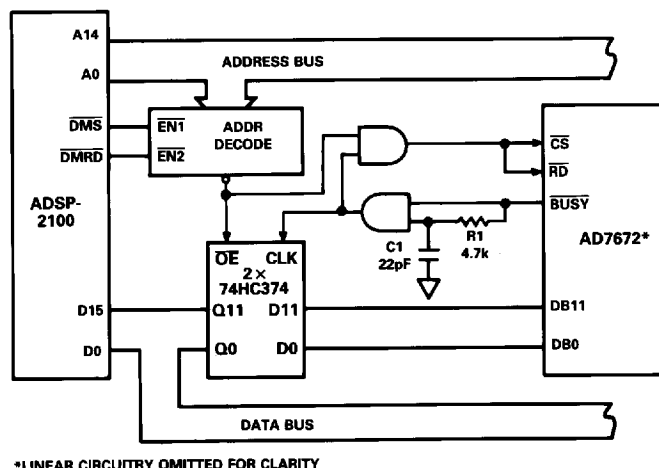 A14
ADDRESS BUS
A0
DMS
EN1
ADDR
DECODE
DMRD
EN2
CS
RD
ADSP-
2100
BUSY
AD7672*
C1
22pF
R1
4.7k
OE
CLK
2 ×
74HC374
D15
Q11
D11
DB11
D0
Q0
D0
DB0
DATA BUS
*LINEAR CIRCUITRY OMITTED FOR CLARITY